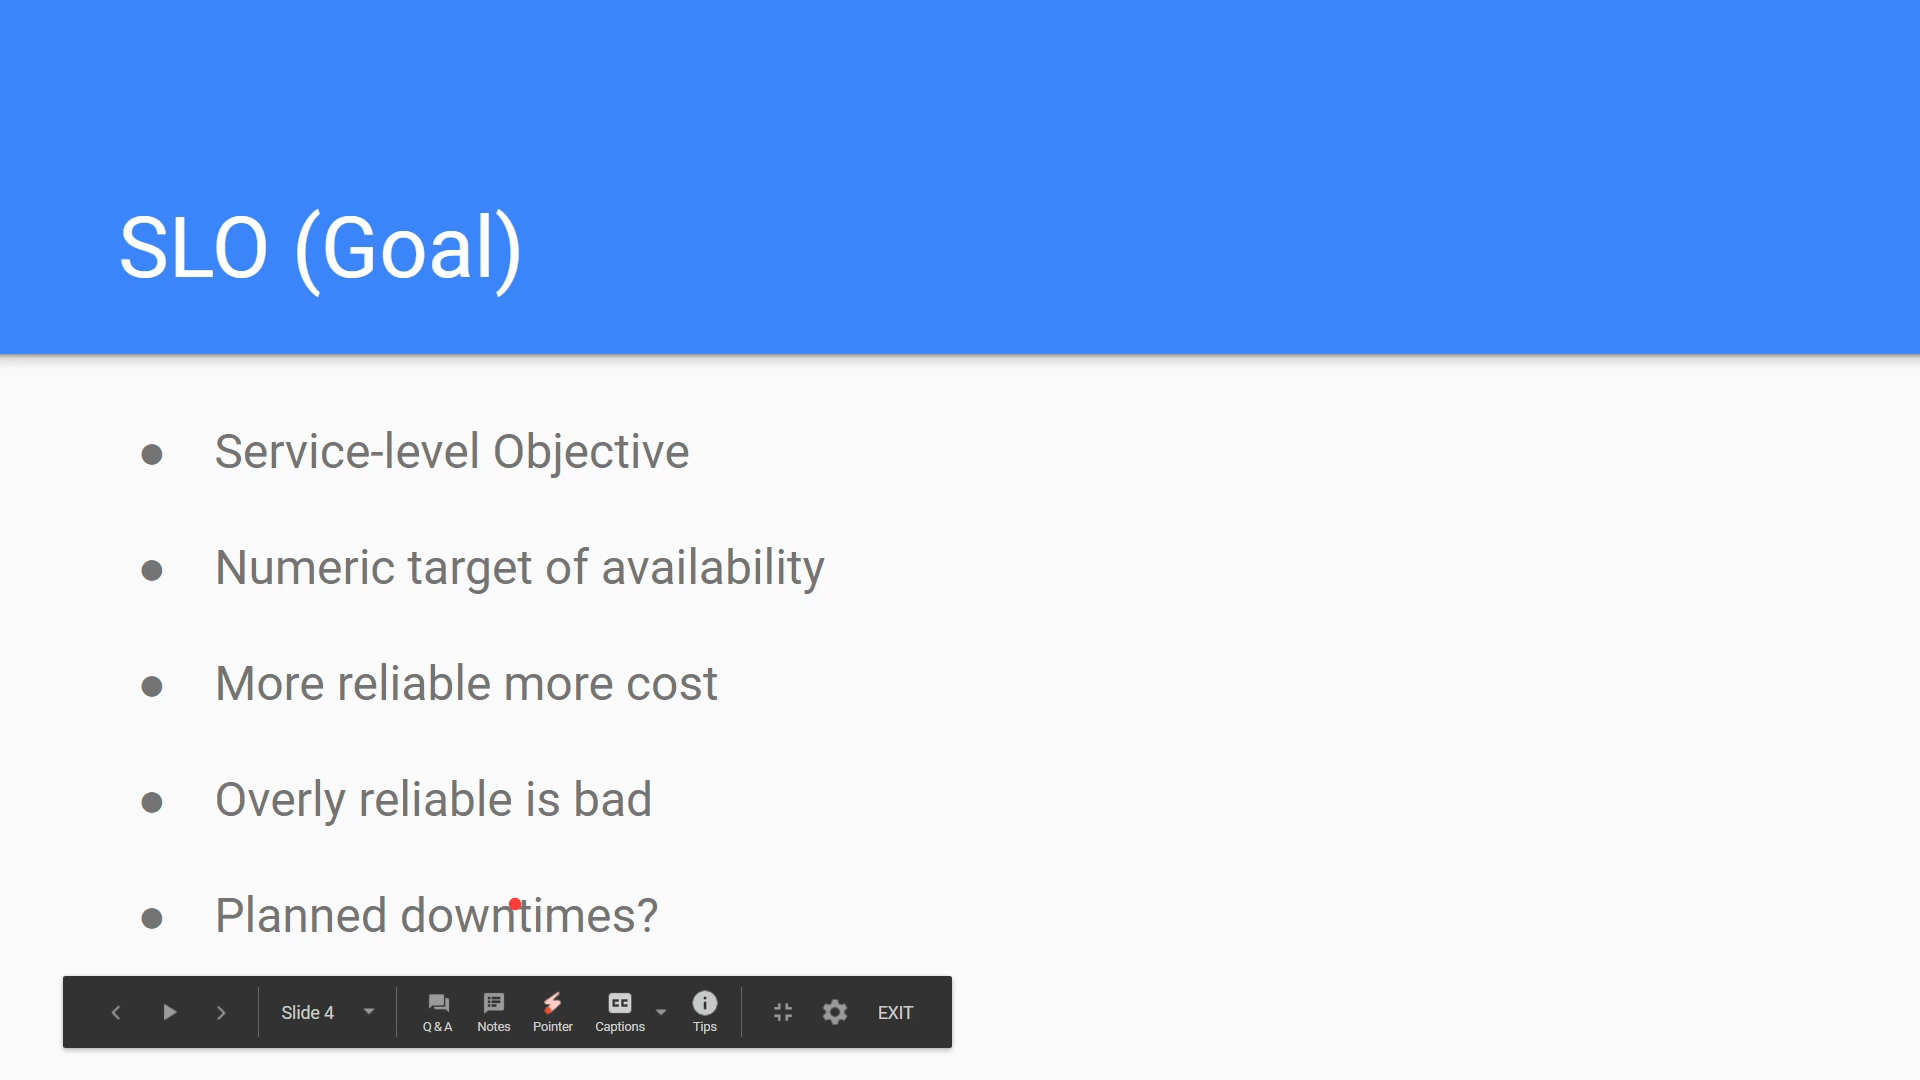 SLO (Goal)
● Service-level Objective
● Numeric target of availability
● More reliable more cost
● Overly reliable is bad
● Planned downtimes?
Slide 4 Q & A Notes Pointer Captions Tips EXIT